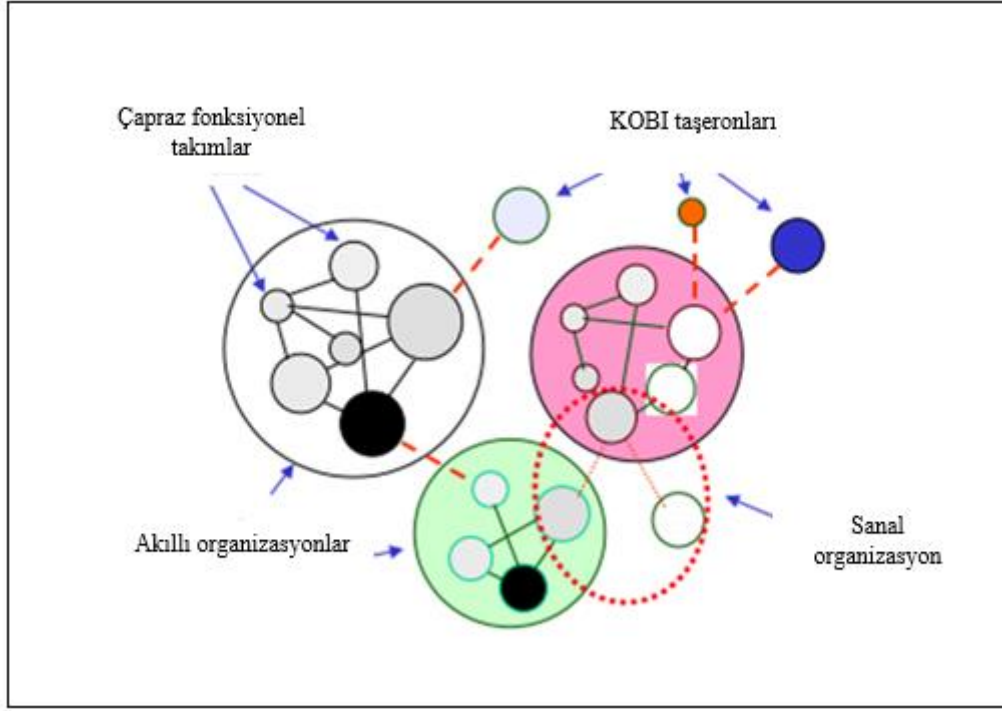 Çapraz fonksiyonel
takımlar
KOBI taşeronları
Akıllı organizasyonlar
Sanal
organizasyon